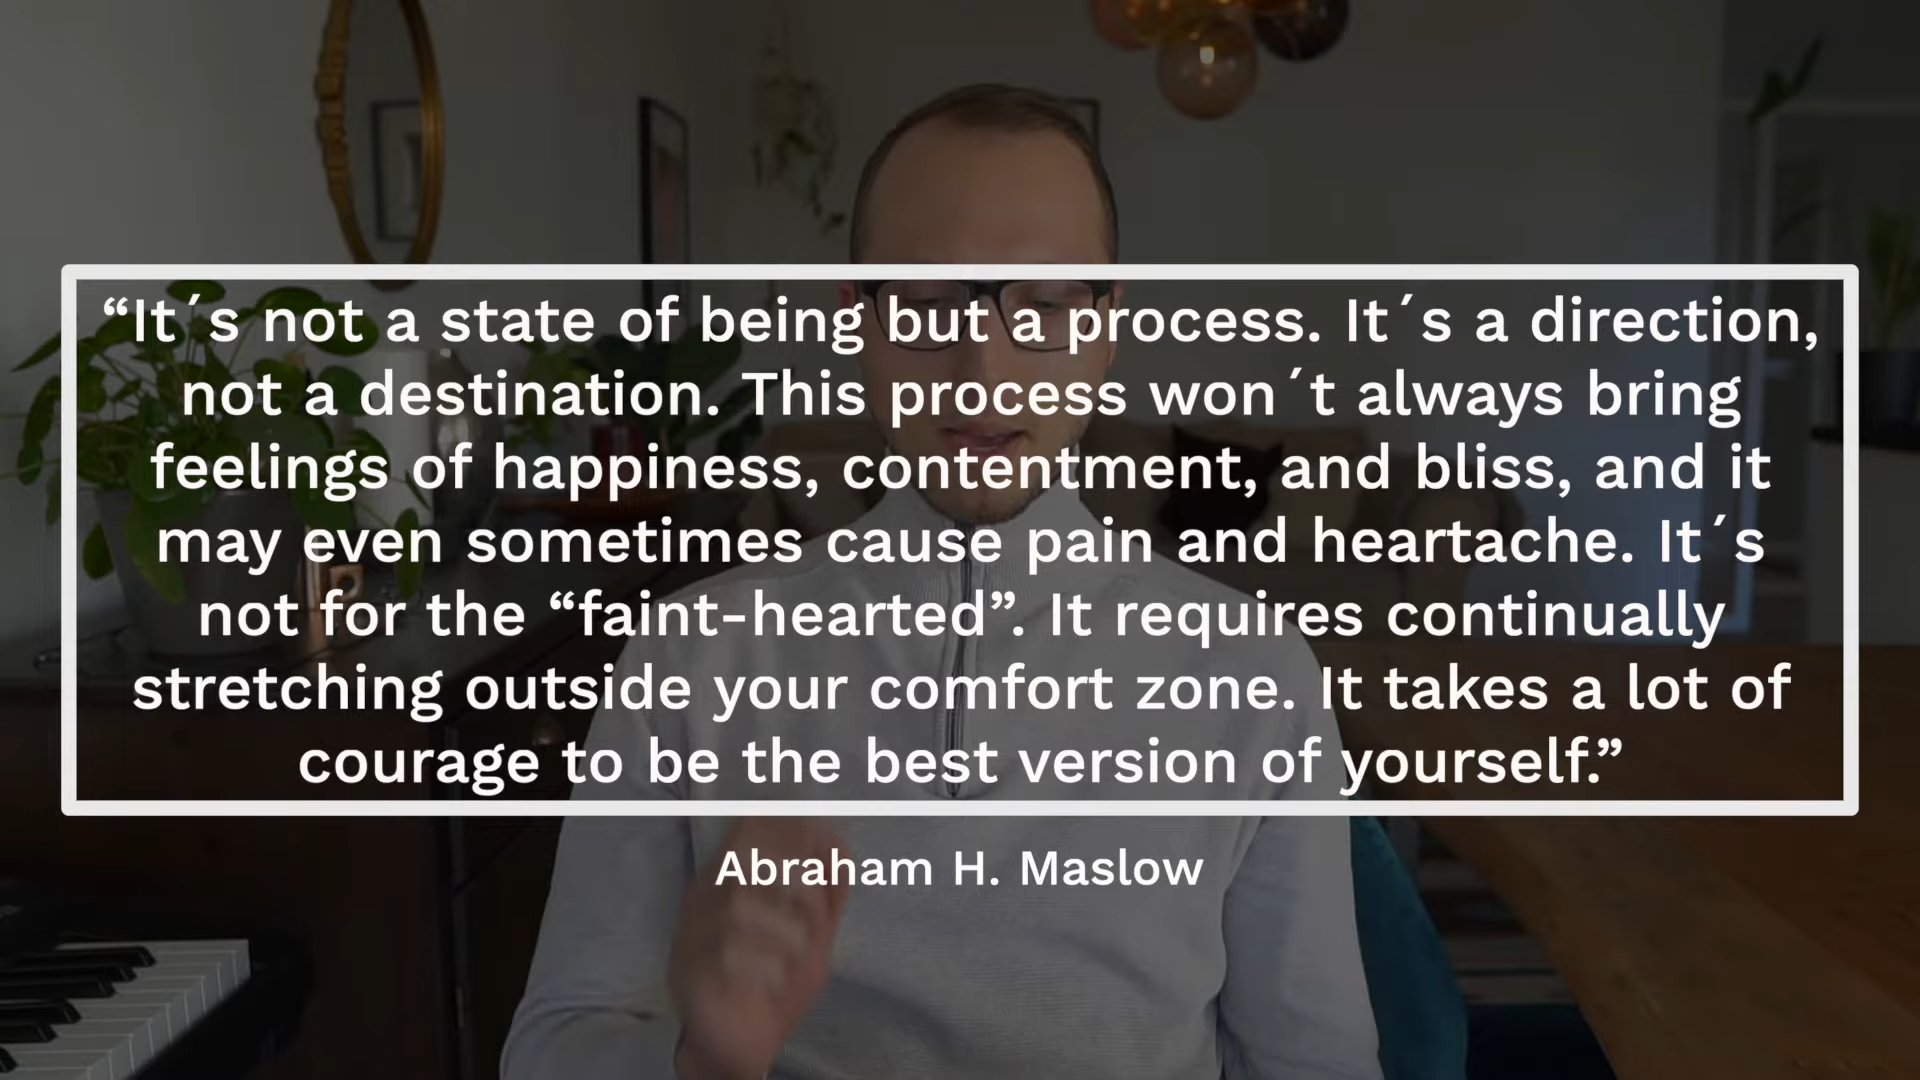 “It´s not a state of being but a process. It´s a direction,
not a destination. This process won´t always bring
feelings of happiness, contentment, and bliss, and it
may even sometimes cause pain and heartache. It´s
not for the “faint-hearted”. It requires continually
stretching outside your comfort zone. It takes a lot of
courage to be the best version of yourself.”
Abraham H. Maslow